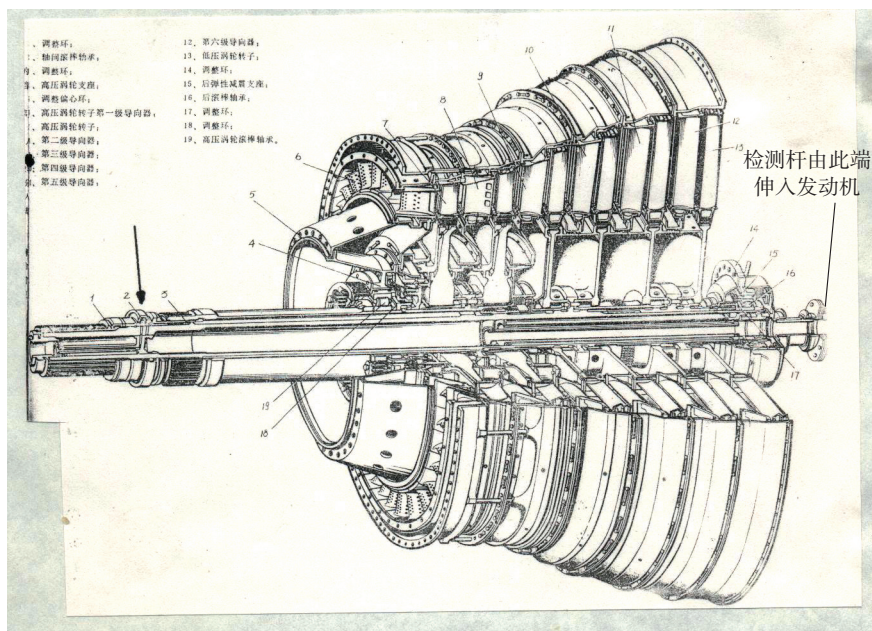 、调整环；
、轴间滚棒轴承；
、调整环；
、高压涡轮支座；
、调整偏心环；
、高压涡轮转子第一级导向器；
、高压涡轮转子；
、第二级导向器；
、第三级导向器；
、第四级导向器；
、第五级导向器；
12、第六级导向器；
13、低压涡轮转子；
14、调整环；
15、后弹性减震支座；
16、后滚棒轴承；
17、调整环；
18、调整环；
19、高压涡轮滚棒轴承。
检测杆由此端
伸入发动机
1
2
3
4
5
6
7
8
9
10
11
12
13
14
15
16
17
18
19